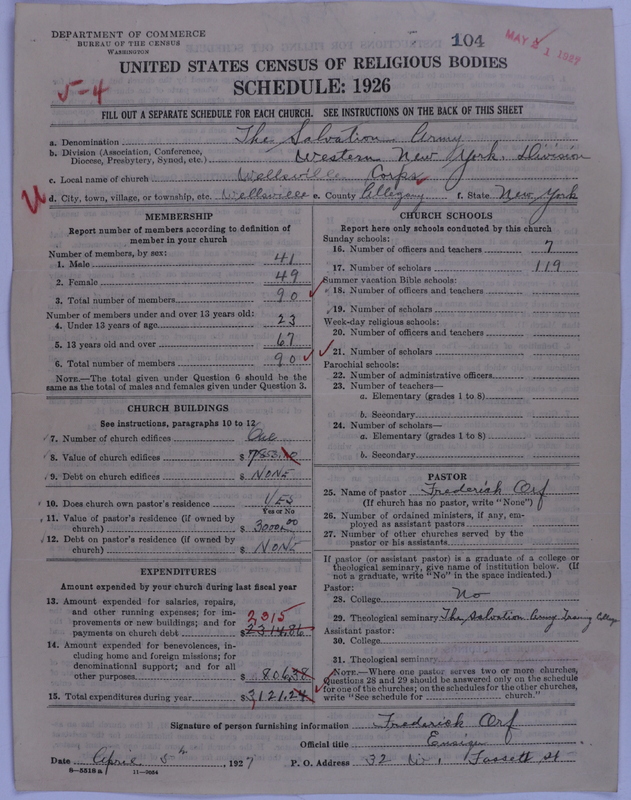 DEPARTMENT OF COMMERCE
BUREAU OF THE CENSUS
WASHINGTON
104
MAY 21 1927
UNITED STATES CENSUS OF RELIGIOUS BODIES
SCHEDULE: 1926
5-4
FILL OUT A SEPARATE SCHEDULE FOR EACH CHURCH. SEE INSTRUCTIONS ON THE BACK OF THIS SHEET
a. Denomination The Salvation Army
b. Division (Association, Conference, Diocese, Presbytery, Synod, etc.) Western New York Division
c. Local name of church Wellsville Corps
d. City, town, village, or township, etc. Wellsville e. County Allegany f. State New York
MEMBERSHIP
Report number of members according to definition of
member in your church
Number of members, by sex:
1. Male 41
2. Female 49
3. Total number of members 90
Number of members under and over 13 years old:
4. Under 13 years of age 23
5. 13 years old and over 67
6. Total number of members 90
NOTE.—The total given under Question 6 should be the
same as the total of males and females given under Question 3.
CHURCH BUILDINGS
See instructions, paragraphs 10 to 12
7. Number of church edifices One
8. Value of church edifices $
9. Debt on church edifices $ NONE
10. Does church own pastor's residence YES
Yes or No
11. Value of pastor's residence (if owned by
church) $ 3000.00
12. Debt on pastor's residence (if owned by
church) $ NONE
EXPENDITURES
Amount expended by your church during last fiscal year
13. Amount expended for salaries, repairs,
and other running expenses; for im-
provements or new buildings; and for
payments on church debt $2314.86
2315
14. Amount expended for benevolences, in-
cluding home and foreign missions; for
denominational support; and for all
other purposes 806.38
15. Total expenditures during year $3,121.24
CHURCH SCHOOLS
Report here only schools conducted by this church
Sunday schools:
16. Number of officers and teachers 7
17. Number of scholars 119
Summer vacation Bible schools:
18. Number of officers and teachers
19. Number of scholars
Week-day religious schools:
20. Number of officers and teachers
21. Number of scholars
Parochial schools:
22. Number of administrative officers
23. Number of teachers—
a. Elementary (grades 1 to 8)
b. Secondary
24. Number of scholars—
a. Elementary (grades 1 to 8)
b. Secondary
PASTOR
25. Name of pastor Frederick Orf
(If church has no pastor, write "None")
26. Number of ordained ministers, if any, em-
ployed as assistant pastors
27. Number of other churches served by the
pastor or his assistants
If pastor (or assistant pastor) is a graduate of a college or
theological seminary, give name of institution below. (If
not a graduate, write "No" in the space indicated.)
Pastor:
28. College No
29. Theological seminary The Salvation Army Training College
Assistant pastor:
30. College
31. Theological seminary
NOTE.—Where one pastor serves two or more churches,
Questions 28 and 29 should be answered only on the schedule
for one of the churches; on the schedules for the other churches,
write "See schedule for church."
Signature of person furnishing information Frederick Orf
Official title Ensign
Date April 5th, 1927 P. O. Address 32 No. Fassett St
8—5518 a 11—9684